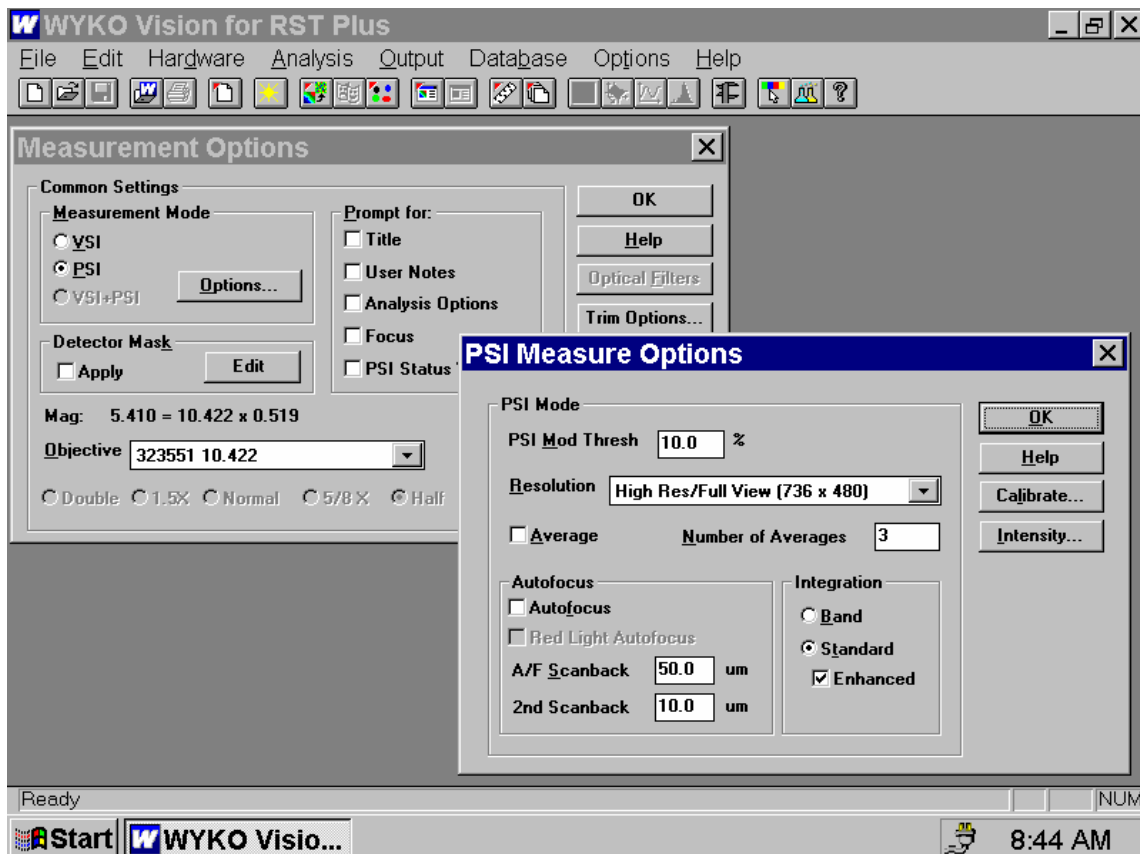 WYKO Vision for RST Plus
File Edit Hardware Analysis Output Database Options Help
Measurement Options
Common Settings
Measurement Mode
VSI
PSI
VSI+PSI
Options...
Detector Mask
Apply
Edit
Prompt for:
Title
User Notes
Analysis Options
Focus
PSI Status
OK
Help
Optical Filters
Trim Options...
Mag: 5.410 = 10.422 x 0.519
Objective 323551 10.422
Double 1.5X Normal 5/8 X Half
PSI Measure Options
PSI Mode
PSI Mod Thresh 10.0 %
Resolution High Res/Full View (736 x 480)
Average Number of Averages 3
Autofocus
Autofocus
Red Light Autofocus
A/F Scanback 50.0 um
2nd Scanback 10.0 um
Integration
Band
Standard
Enhanced
OK
Help
Calibrate...
Intensity...
Ready NUM
Start WYKO Visio... 8:44 AM